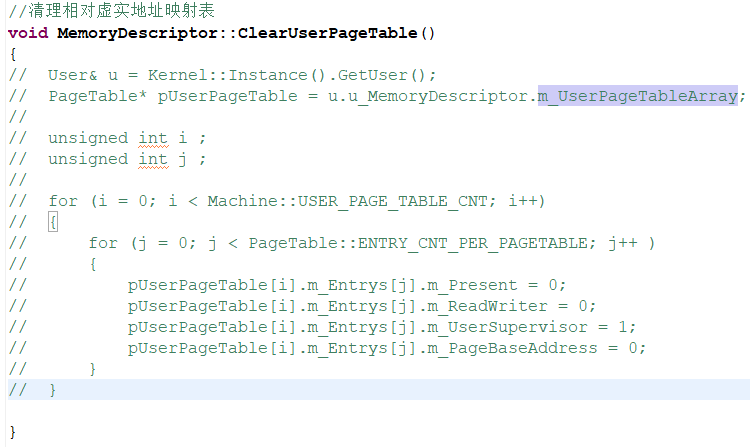 //清理相对虚实地址映射表
void MemoryDescriptor::ClearUserPageTable()
{
//  User& u = Kernel::Instance().GetUser();
//  PageTable* pUserPageTable = u.u_MemoryDescriptor.m_UserPageTableArray;
//
//  unsigned int i ;
//  unsigned int j ;
//
//  for (i = 0; i < Machine::USER_PAGE_TABLE_CNT; i++)
//  {
//      for (j = 0; j < PageTable::ENTRY_CNT_PER_PAGETABLE; j++ )
//      {
//          pUserPageTable[i].m_Entrys[j].m_Present = 0;
//          pUserPageTable[i].m_Entrys[j].m_ReadWriter = 0;
//          pUserPageTable[i].m_Entrys[j].m_UserSupervisor = 1;
//          pUserPageTable[i].m_Entrys[j].m_PageBaseAddress = 0;
//      }
//  }
}